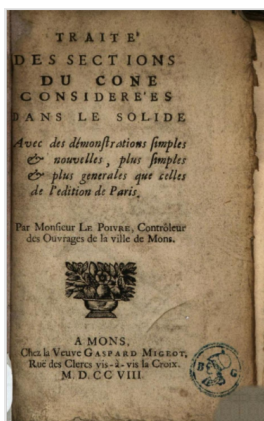 TRAITE'
DES SECTIONS
DU CONE
CONSIDERE'ES
DANS LE SOLIDE
Avec des démonstrations simples
& nouvelles, plus simples
& plus generales que celles
de l'edition de Paris.
Par Monsieur LE POIVRE, Contrôleur
des Ouvrages de la ville de Mons.
A MONS,
Chez la Veuve GASPARD MIGEOT,
Rue des Clercs vis-à-vis la Croix.
M. D. CC VIII.